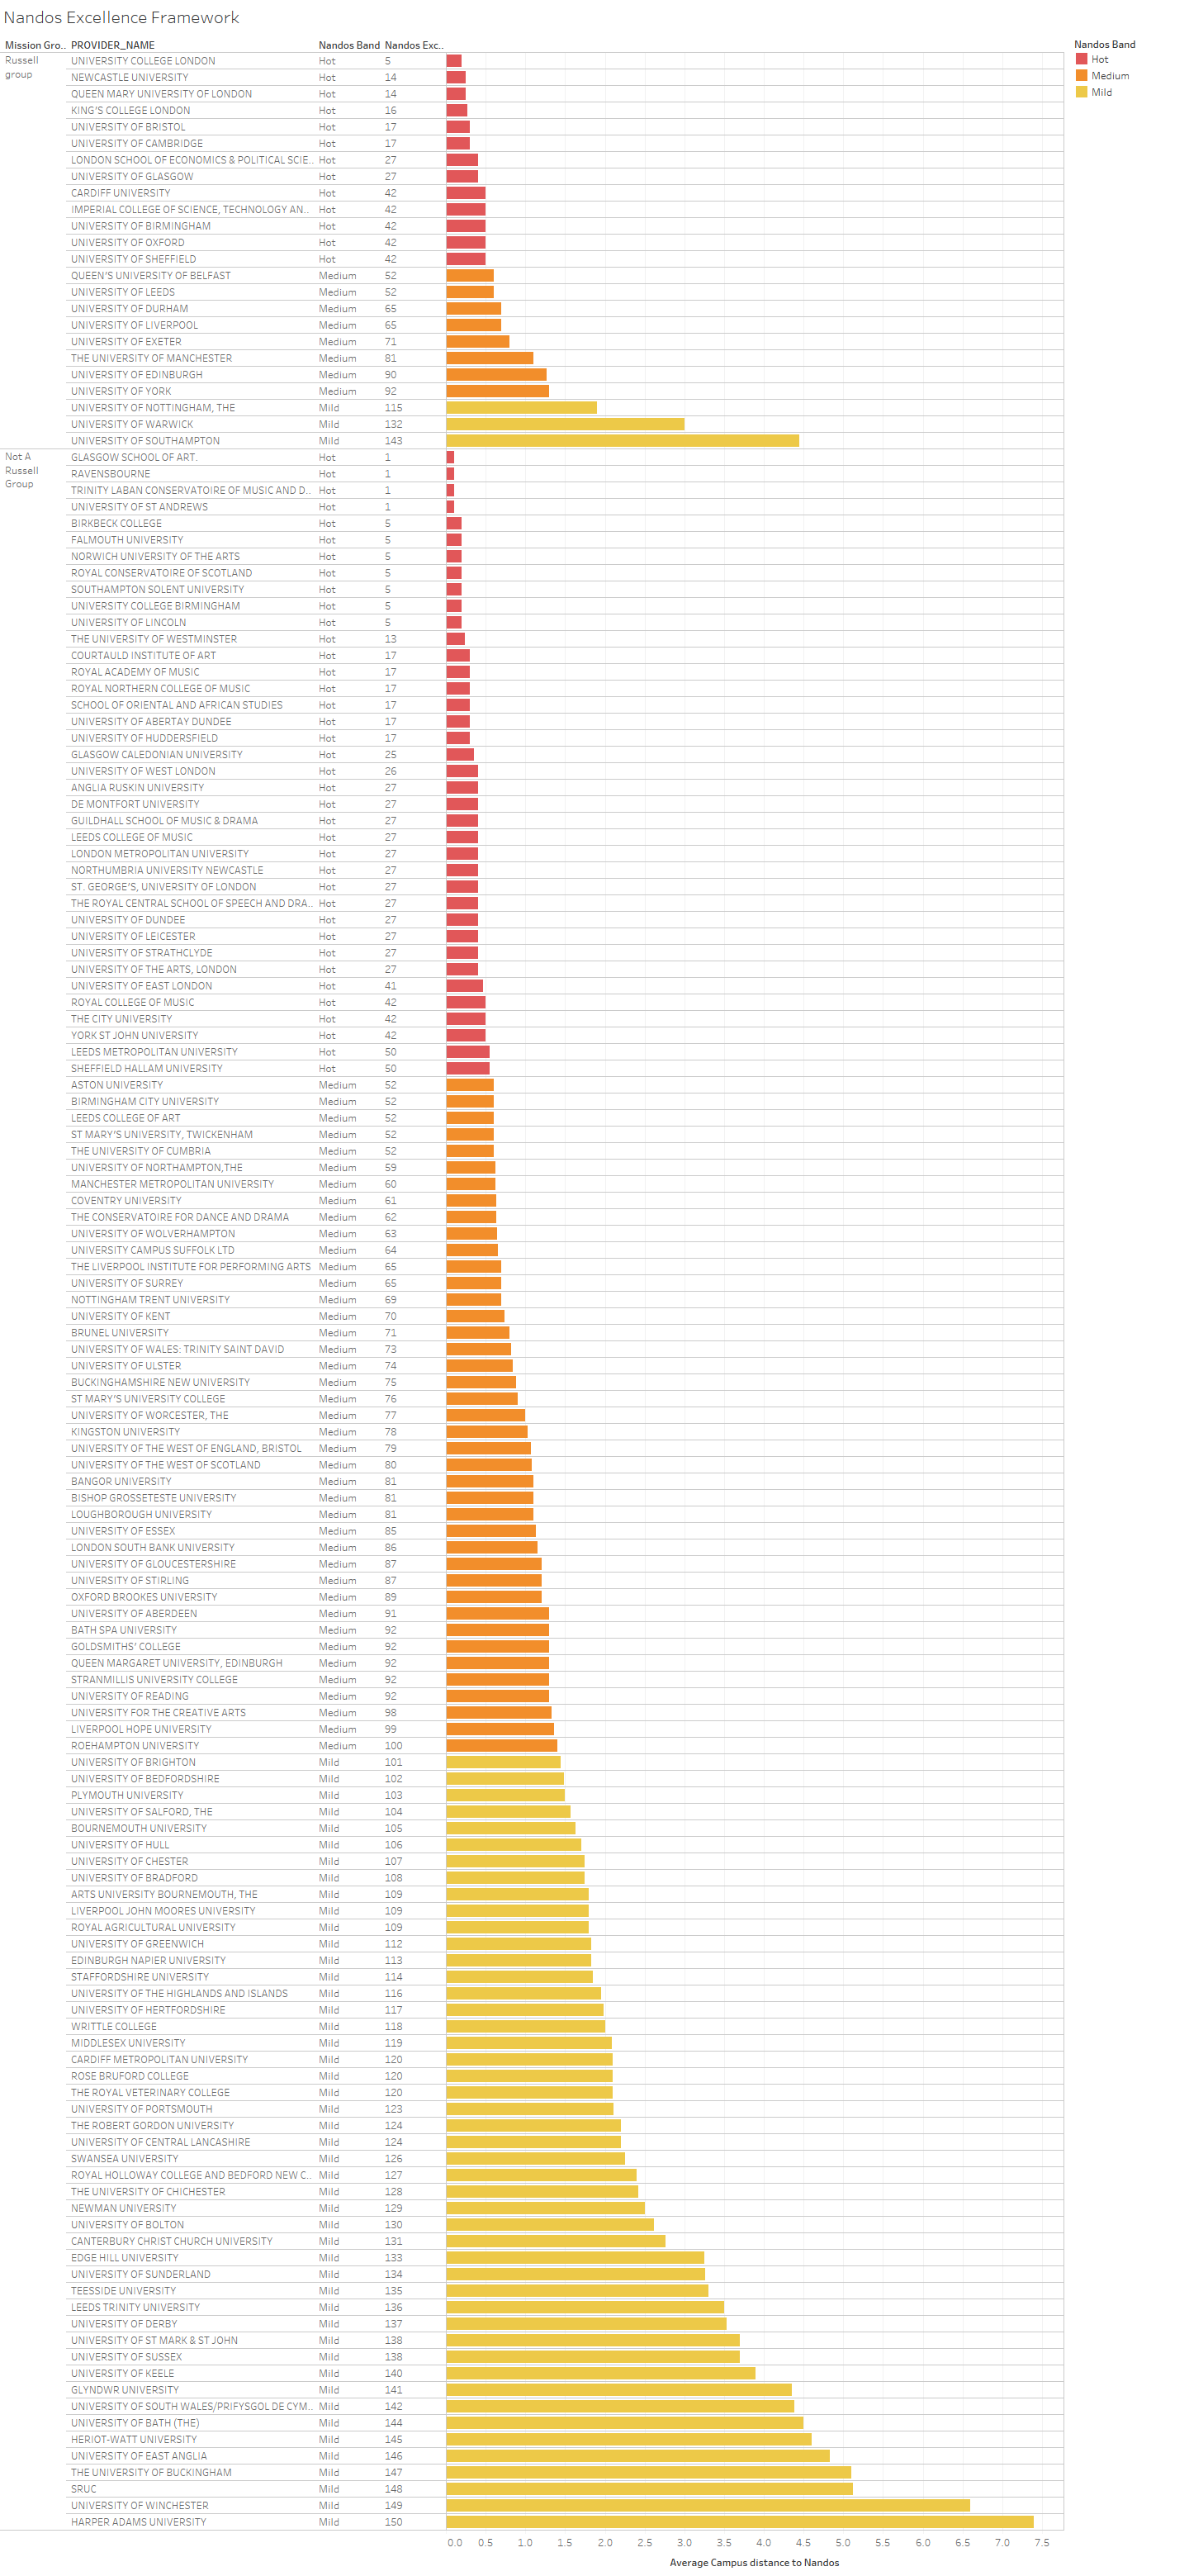 Nandos Excellence Framework
Mission Gro.. PROVIDER_NAME Nandos Band Nandos Exc.. Nandos Band
Russell group UNIVERSITY COLLEGE LONDON Hot 5 Hot
NEWCASTLE UNIVERSITY Hot 14 Medium
QUEEN MARY UNIVERSITY OF LONDON Hot 14 Mild
KING'S COLLEGE LONDON Hot 16
UNIVERSITY OF BRISTOL Hot 17
UNIVERSITY OF CAMBRIDGE Hot 17
LONDON SCHOOL OF ECONOMICS & POLITICAL SCIE.. Hot 27
UNIVERSITY OF GLASGOW Hot 27
CARDIFF UNIVERSITY Hot 42
IMPERIAL COLLEGE OF SCIENCE, TECHNOLOGY AN.. Hot 42
UNIVERSITY OF BIRMINGHAM Hot 42
UNIVERSITY OF OXFORD Hot 42
UNIVERSITY OF SHEFFIELD Hot 42
QUEEN'S UNIVERSITY OF BELFAST Medium 52
UNIVERSITY OF LEEDS Medium 52
UNIVERSITY OF DURHAM Medium 65
UNIVERSITY OF LIVERPOOL Medium 65
UNIVERSITY OF EXETER Medium 71
THE UNIVERSITY OF MANCHESTER Medium 81
UNIVERSITY OF EDINBURGH Medium 90
UNIVERSITY OF YORK Medium 92
UNIVERSITY OF NOTTINGHAM, THE Mild 115
UNIVERSITY OF WARWICK Mild 132
UNIVERSITY OF SOUTHAMPTON Mild 143
Not A Russell Group GLASGOW SCHOOL OF ART. Hot 1
RAVENSBOURNE Hot 1
TRINITY LABAN CONSERVATOIRE OF MUSIC AND D.. Hot 1
UNIVERSITY OF ST ANDREWS Hot 1
BIRKBECK COLLEGE Hot 5
FALMOUTH UNIVERSITY Hot 5
NORWICH UNIVERSITY OF THE ARTS Hot 5
ROYAL CONSERVATOIRE OF SCOTLAND Hot 5
SOUTHAMPTON SOLENT UNIVERSITY Hot 5
UNIVERSITY COLLEGE BIRMINGHAM Hot 5
UNIVERSITY OF LINCOLN Hot 5
THE UNIVERSITY OF WESTMINSTER Hot 13
COURTAULD INSTITUTE OF ART Hot 17
ROYAL ACADEMY OF MUSIC Hot 17
ROYAL NORTHERN COLLEGE OF MUSIC Hot 17
SCHOOL OF ORIENTAL AND AFRICAN STUDIES Hot 17
UNIVERSITY OF ABERTAY DUNDEE Hot 17
UNIVERSITY OF HUDDERSFIELD Hot 17
GLASGOW CALEDONIAN UNIVERSITY Hot 25
UNIVERSITY OF WEST LONDON Hot 26
ANGLIA RUSKIN UNIVERSITY Hot 27
DE MONTFORT UNIVERSITY Hot 27
GUILDHALL SCHOOL OF MUSIC & DRAMA Hot 27
LEEDS COLLEGE OF MUSIC Hot 27
LONDON METROPOLITAN UNIVERSITY Hot 27
NORTHUMBRIA UNIVERSITY NEWCASTLE Hot 27
ST. GEORGE'S, UNIVERSITY OF LONDON Hot 27
THE ROYAL CENTRAL SCHOOL OF SPEECH AND DRA.. Hot 27
UNIVERSITY OF DUNDEE Hot 27
UNIVERSITY OF LEICESTER Hot 27
UNIVERSITY OF STRATHCLYDE Hot 27
UNIVERSITY OF THE ARTS, LONDON Hot 27
UNIVERSITY OF EAST LONDON Hot 41
ROYAL COLLEGE OF MUSIC Hot 42
THE CITY UNIVERSITY Hot 42
YORK ST JOHN UNIVERSITY Hot 42
LEEDS METROPOLITAN UNIVERSITY Hot 50
SHEFFIELD HALLAM UNIVERSITY Hot 50
ASTON UNIVERSITY Medium 52
BIRMINGHAM CITY UNIVERSITY Medium 52
LEEDS COLLEGE OF ART Medium 52
ST MARY'S UNIVERSITY, TWICKENHAM Medium 52
THE UNIVERSITY OF CUMBRIA Medium 52
UNIVERSITY OF NORTHAMPTON,THE Medium 59
MANCHESTER METROPOLITAN UNIVERSITY Medium 60
COVENTRY UNIVERSITY Medium 61
THE CONSERVATOIRE FOR DANCE AND DRAMA Medium 62
UNIVERSITY OF WOLVERHAMPTON Medium 63
UNIVERSITY CAMPUS SUFFOLK LTD Medium 64
THE LIVERPOOL INSTITUTE FOR PERFORMING ARTS Medium 65
UNIVERSITY OF SURREY Medium 65
NOTTINGHAM TRENT UNIVERSITY Medium 69
UNIVERSITY OF KENT Medium 70
BRUNEL UNIVERSITY Medium 71
UNIVERSITY OF WALES: TRINITY SAINT DAVID Medium 73
UNIVERSITY OF ULSTER Medium 74
BUCKINGHAMSHIRE NEW UNIVERSITY Medium 75
ST MARY'S UNIVERSITY COLLEGE Medium 76
UNIVERSITY OF WORCESTER, THE Medium 77
KINGSTON UNIVERSITY Medium 78
UNIVERSITY OF THE WEST OF ENGLAND, BRISTOL Medium 79
UNIVERSITY OF THE WEST OF SCOTLAND Medium 80
BANGOR UNIVERSITY Medium 81
BISHOP GROSSETESTE UNIVERSITY Medium 81
LOUGHBOROUGH UNIVERSITY Medium 81
UNIVERSITY OF ESSEX Medium 85
LONDON SOUTH BANK UNIVERSITY Medium 86
UNIVERSITY OF GLOUCESTERSHIRE Medium 87
UNIVERSITY OF STIRLING Medium 87
OXFORD BROOKES UNIVERSITY Medium 89
UNIVERSITY OF ABERDEEN Medium 91
BATH SPA UNIVERSITY Medium 92
GOLDSMITHS' COLLEGE Medium 92
QUEEN MARGARET UNIVERSITY, EDINBURGH Medium 92
STRANMILLIS UNIVERSITY COLLEGE Medium 92
UNIVERSITY OF READING Medium 92
UNIVERSITY FOR THE CREATIVE ARTS Medium 98
LIVERPOOL HOPE UNIVERSITY Medium 99
ROEHAMPTON UNIVERSITY Medium 100
UNIVERSITY OF BRIGHTON Mild 101
UNIVERSITY OF BEDFORDSHIRE Mild 102
PLYMOUTH UNIVERSITY Mild 103
UNIVERSITY OF SALFORD, THE Mild 104
BOURNEMOUTH UNIVERSITY Mild 105
UNIVERSITY OF HULL Mild 106
UNIVERSITY OF CHESTER Mild 107
UNIVERSITY OF BRADFORD Mild 108
ARTS UNIVERSITY BOURNEMOUTH, THE Mild 109
LIVERPOOL JOHN MOORES UNIVERSITY Mild 109
ROYAL AGRICULTURAL UNIVERSITY Mild 109
UNIVERSITY OF GREENWICH Mild 112
EDINBURGH NAPIER UNIVERSITY Mild 113
STAFFORDSHIRE UNIVERSITY Mild 114
UNIVERSITY OF THE HIGHLANDS AND ISLANDS Mild 116
UNIVERSITY OF HERTFORDSHIRE Mild 117
WRITTLE COLLEGE Mild 118
MIDDLESEX UNIVERSITY Mild 119
CARDIFF METROPOLITAN UNIVERSITY Mild 120
ROSE BRUFORD COLLEGE Mild 120
THE ROYAL VETERINARY COLLEGE Mild 120
UNIVERSITY OF PORTSMOUTH Mild 123
THE ROBERT GORDON UNIVERSITY Mild 124
UNIVERSITY OF CENTRAL LANCASHIRE Mild 124
SWANSEA UNIVERSITY Mild 126
ROYAL HOLLOWAY COLLEGE AND BEDFORD NEW C.. Mild 127
THE UNIVERSITY OF CHICHESTER Mild 128
NEWMAN UNIVERSITY Mild 129
UNIVERSITY OF BOLTON Mild 130
CANTERBURY CHRIST CHURCH UNIVERSITY Mild 131
EDGE HILL UNIVERSITY Mild 133
UNIVERSITY OF SUNDERLAND Mild 134
TEESSIDE UNIVERSITY Mild 135
LEEDS TRINITY UNIVERSITY Mild 136
UNIVERSITY OF DERBY Mild 137
UNIVERSITY OF ST MARK & ST JOHN Mild 138
UNIVERSITY OF SUSSEX Mild 138
UNIVERSITY OF KEELE Mild 140
GLYNDWR UNIVERSITY Mild 141
UNIVERSITY OF SOUTH WALES/PRIFYSGOL DE CYM.. Mild 142
UNIVERSITY OF BATH (THE) Mild 144
HERIOT-WATT UNIVERSITY Mild 145
UNIVERSITY OF EAST ANGLIA Mild 146
THE UNIVERSITY OF BUCKINGHAM Mild 147
SRUC Mild 148
UNIVERSITY OF WINCHESTER Mild 149
HARPER ADAMS UNIVERSITY Mild 150
0.0 0.5 1.0 1.5 2.0 2.5 3.0 3.5 4.0 4.5 5.0 5.5 6.0 6.5 7.0 7.5
Average Campus distance to Nandos